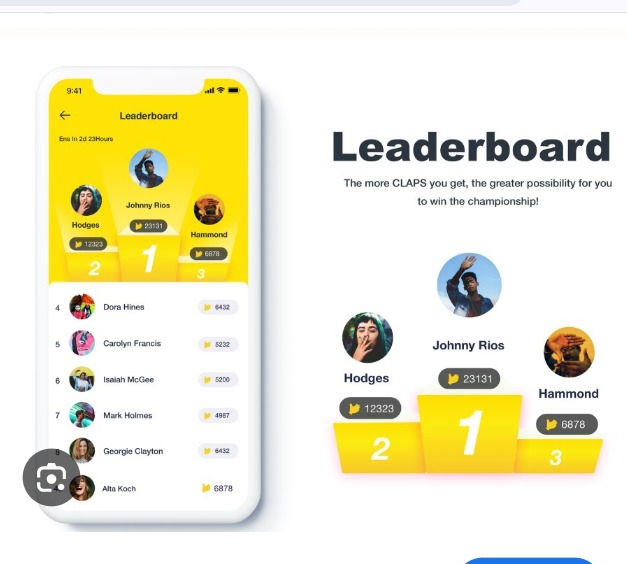 9:41
Leaderboard
Ens In 2d 23Hours
Johnny Rios
23131
Hodges
12323
Hammond
6878
2
1
3
4 Dora Hines 6432
5 Carolyn Francis 5232
6 Isaiah McGee 5200
7 Mark Holmes 4987
8 Georgie Clayton 6432
Alta Koch 6878
Leaderboard
The more CLAPS you get, the greater possibility for you
to win the championship!
Johnny Rios
23131
Hodges
12323
Hammond
6878
2
1
3